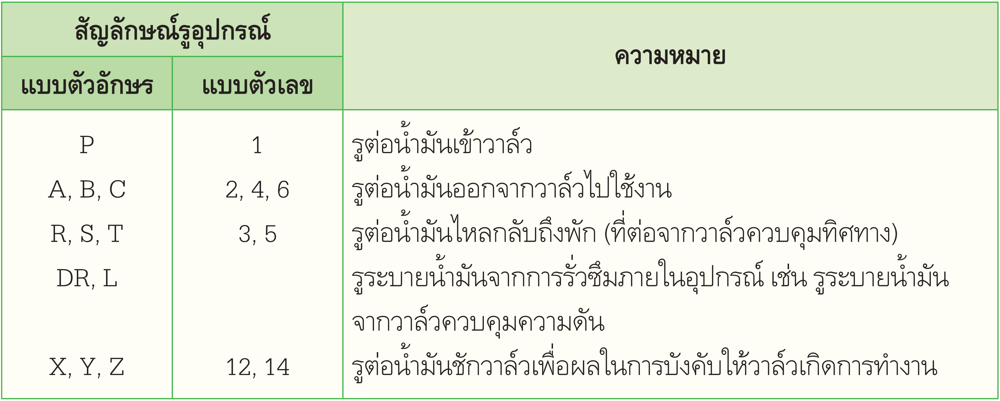 สัญลักษณ์รูอุปกรณ์
ความหมาย
แบบตัวอักษร แบบตัวเลข
P 1 รูต่อน้ำมันเข้าวาล์ว
A, B, C 2, 4, 6 รูต่อน้ำมันออกจากวาล์วไปใช้งาน
R, S, T 3, 5 รูต่อน้ำมันไหลกลับถึงพัก (ที่ต่อจากวาล์วควบคุมทิศทาง)
DR, L รูระบายน้ำมันจากการรั่วซึมภายในอุปกรณ์ เช่น รูระบายน้ำมัน
จากวาล์วควบคุมความดัน
X, Y, Z 12, 14 รูต่อน้ำมันชักวาล์วเพื่อผลในการบังคับให้วาล์วเกิดการทำงาน